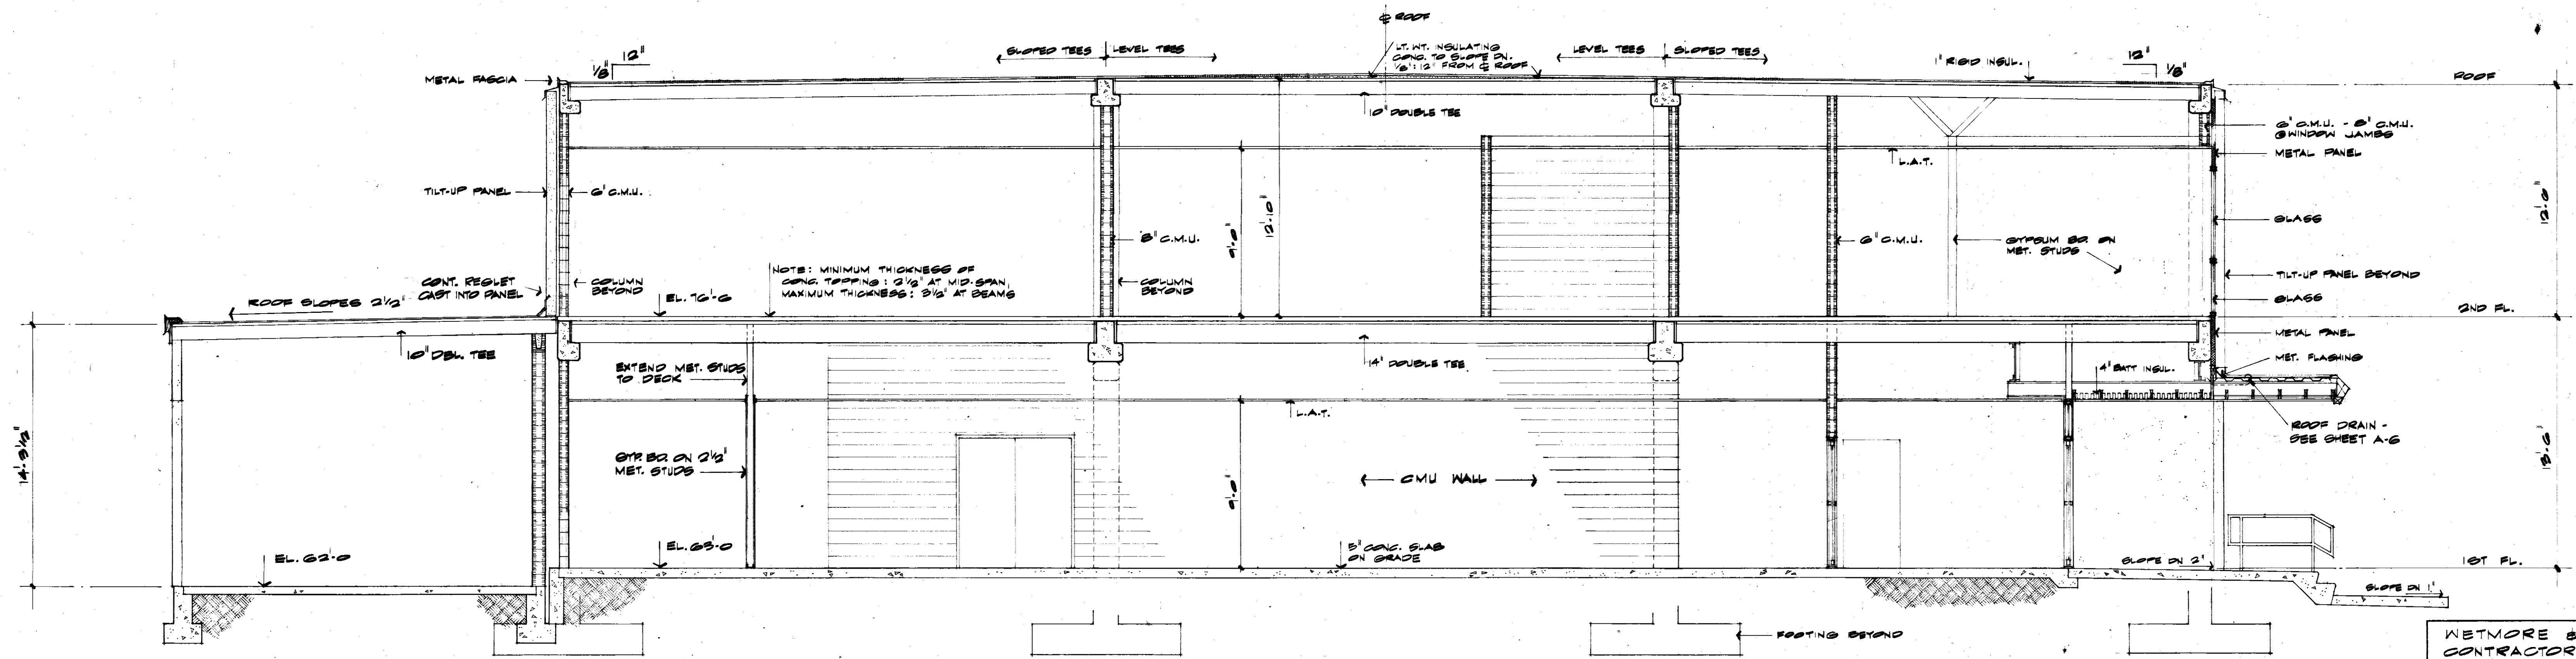 ℄ ROOF
SLOPED TEES
LEVEL TEES
LT. WT. INSULATING
CONC. TO SLOPE DN.
1/8":12" FROM ℄ ROOF
LEVEL TEES
SLOPED TEES
12"
1/8"
METAL FASCIA
1" RIGID INSUL.
12"
1/8"
ROOF
10" DOUBLE TEE
6" C.M.U. - 8" C.M.U.
@ WINDOW JAMBS
METAL PANEL
L.A.T.
TILT-UP PANEL
6" C.M.U.
12'-6"
GLASS
8" C.M.U.
9'-0"
12'-10"
6" C.M.U.
GYPSUM BD. ON
MET. STUDS
TILT-UP PANEL BEYOND
CONT. REGLET
CAST INTO PANEL
COLUMN
BEYOND
NOTE: MINIMUM THICKNESS OF
CONC. TOPPING: 2 1/2" AT MID-SPAN,
MAXIMUM THICKNESS: 3 1/2" AT BEAMS
COLUMN
BEYOND
GLASS
ROOF SLOPES 2 1/2"
EL. 76'-6
2ND FL.
METAL PANEL
10" DBL. TEE
14" DOUBLE TEE
MET. FLASHING
EXTEND MET. STUDS
TO DECK
4" BATT INSUL.
L.A.T.
ROOF DRAIN -
SEE SHEET A-6
14'-3 1/2"
GYP. BD. ON 2 1/2"
MET. STUDS
9'-0"
CMU WALL
13'-6"
EL. 62'-0
EL. 63'-0
5" CONC. SLAB
ON GRADE
SLOPE DN 2"
1ST FL.
SLOPE DN 1"
FOOTING BEYOND
WETMORE &
CONTRACTOR